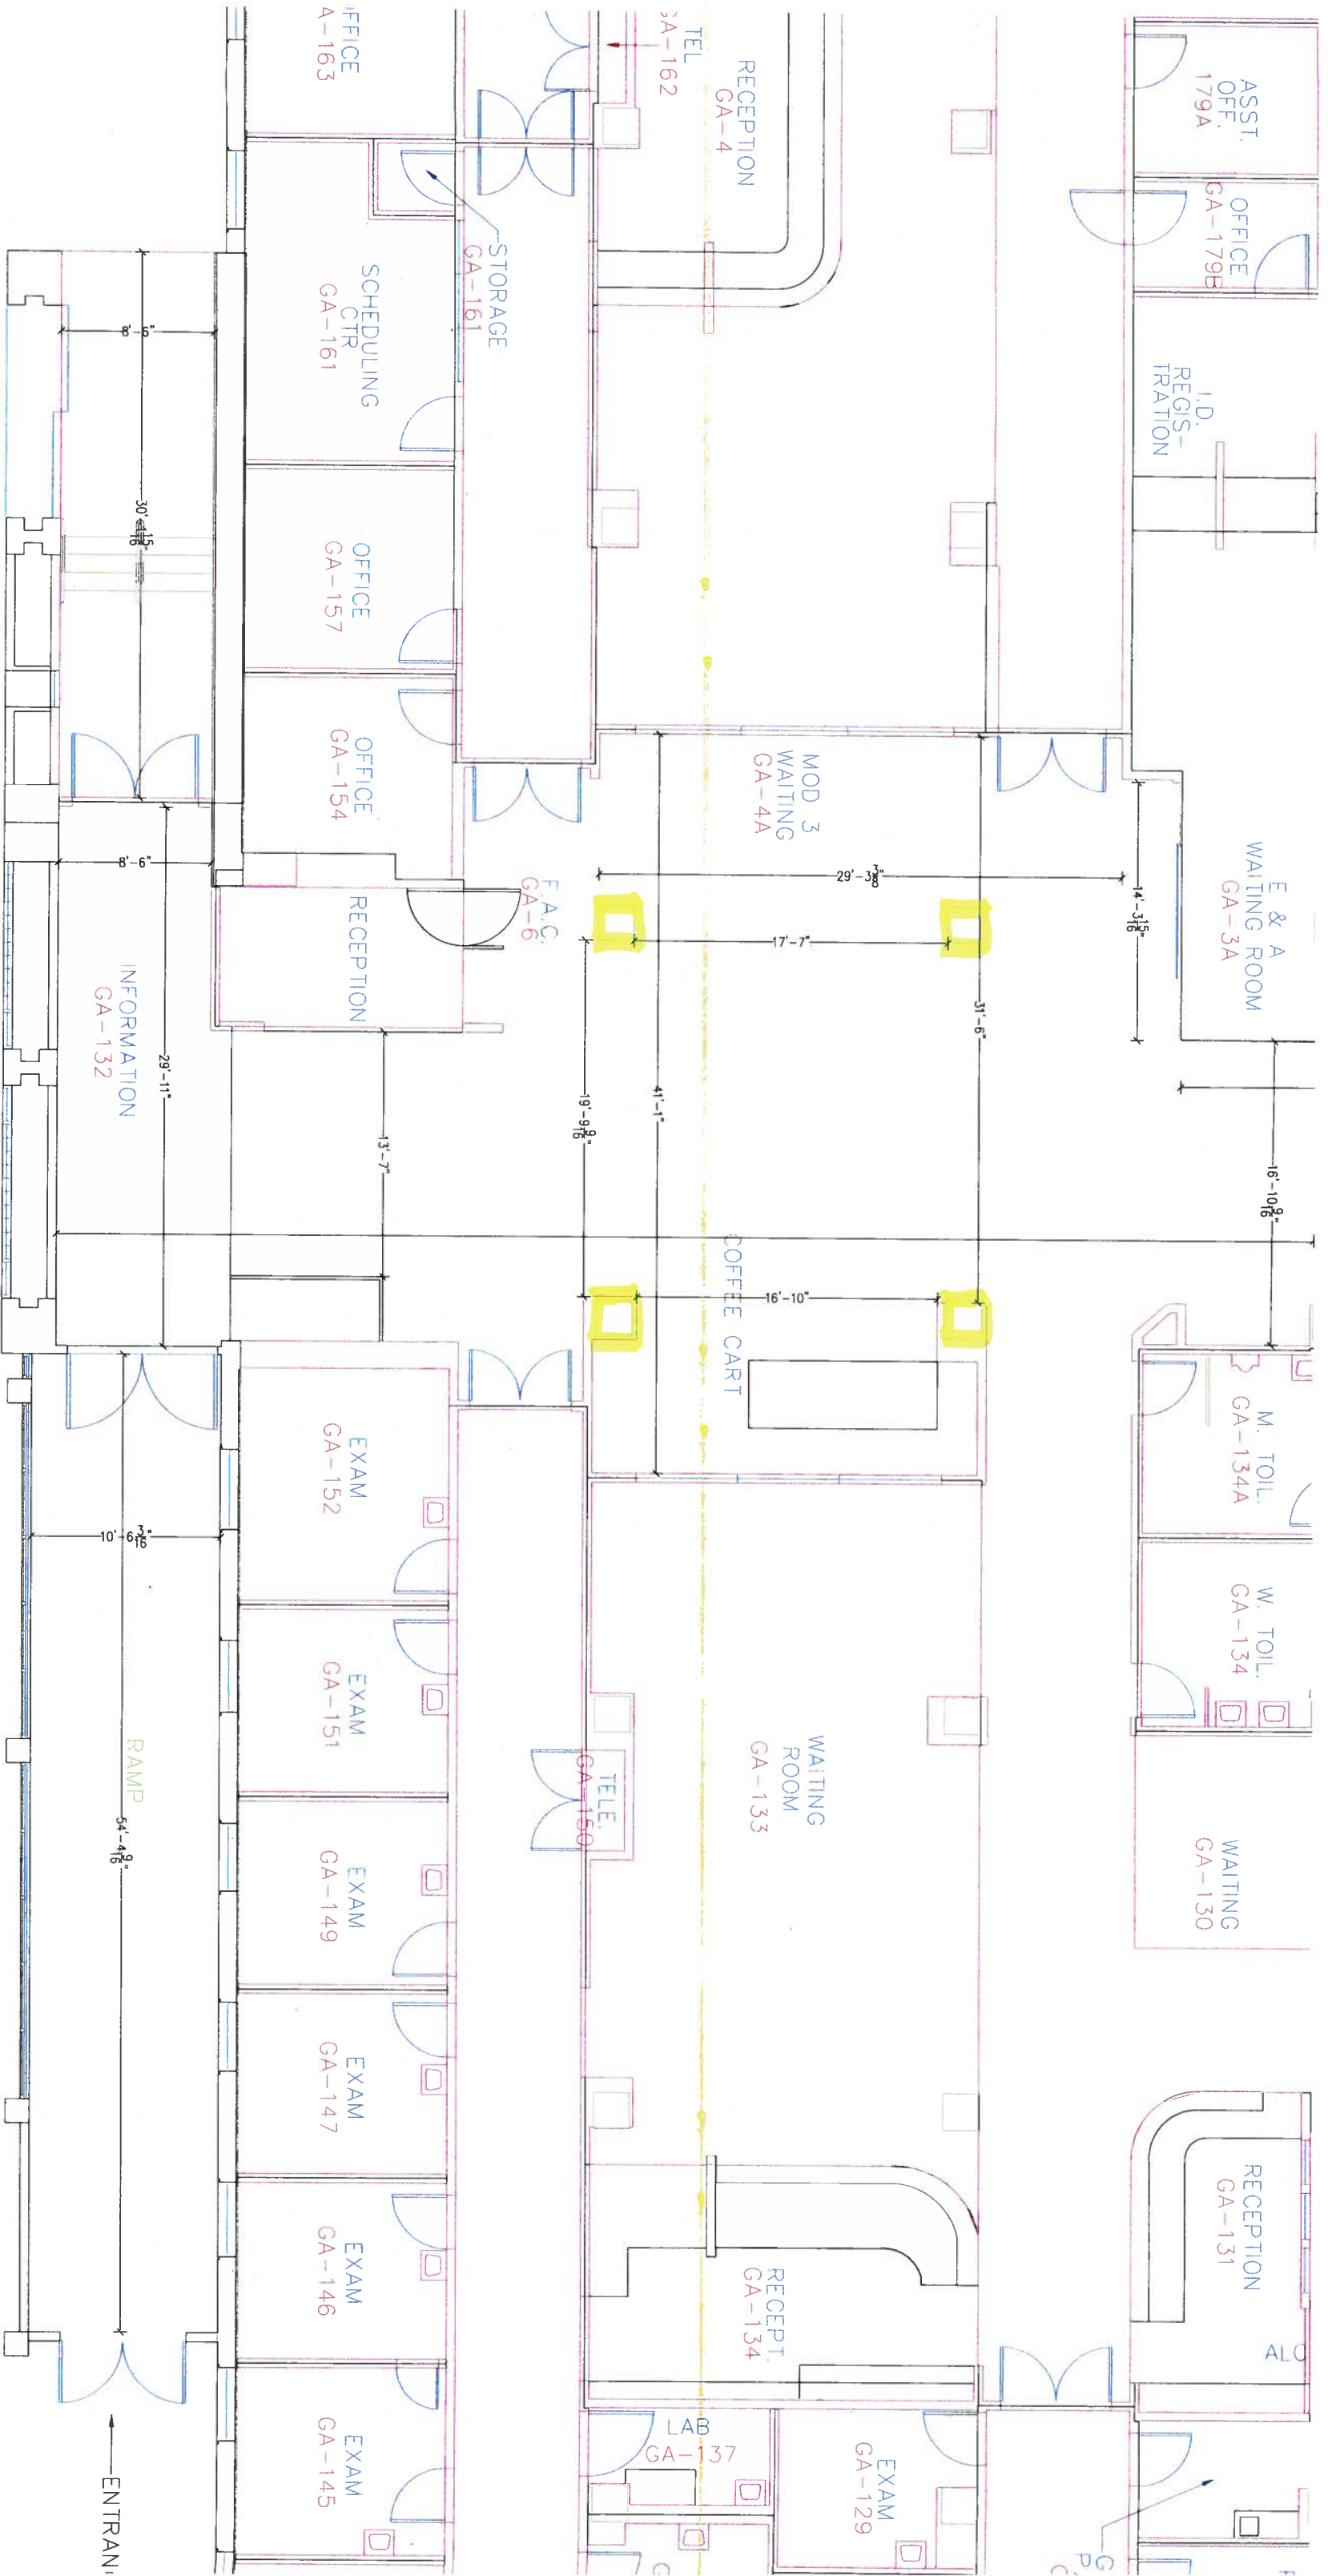 ASST.
OFF.
179A
OFFICE
GA-179B
I.D.
REGIS-
TRATION
E & A
WAITING ROOM
GA-3A
14'-3 15/16"
16'-10 9/16"
M. TOIL.
GA-134A
W. TOIL.
GA-134
WAITING
GA-130
RECEPTION
GA-131
RECEPTION
GA-4
TEL
GA-162
MOD 3
WAITING
GA-4A
29'-3 3/8"
17'-7"
31'-6"
41'-1"
19'-9 9/16"
16'-10"
COFFEE CART
WAITING
ROOM
GA-133
TELE.
GA-150
RECEPT.
GA-134
LAB
GA-137
EXAM
GA-129
STORAGE
GA-161
F.A.C.
GA-6
A-163
SCHEDULING
CTR
GA-161
OFFICE
GA-157
OFFICE
GA-154
RECEPTION
13'-7"
EXAM
GA-152
EXAM
GA-151
EXAM
GA-149
EXAM
GA-147
EXAM
GA-146
EXAM
GA-145
8'-6"
8'-6"
INFORMATION
GA-132
29'-11"
10'-6 3/16"
RAMP
54'-4 9/16"
ENTRAN